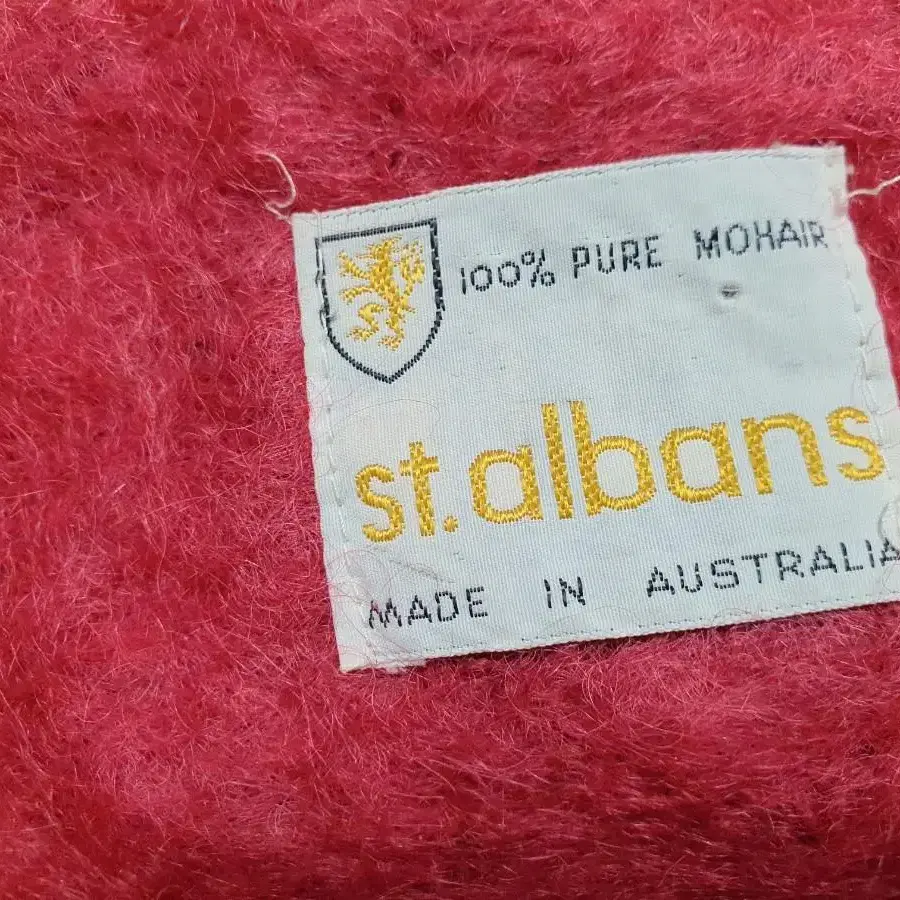 100% PURE MOHAIR
st.albans
MADE IN AUSTRALIA